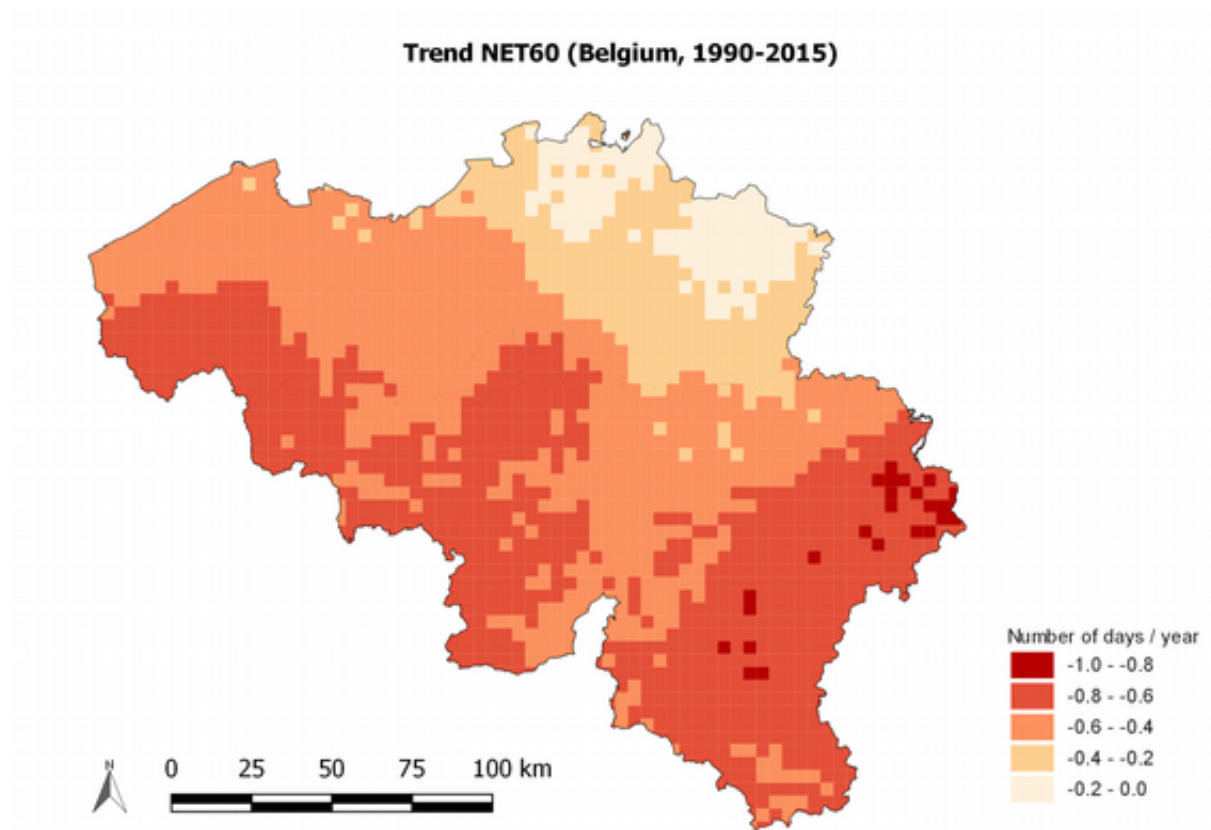 Trend NET60 (Belgium, 1990-2015)
Number of days / year
-1.0 - -0.8
-0.8 - -0.6
-0.6 - -0.4
-0.4 - -0.2
-0.2 - 0.0
N
0 25 50 75 100 km